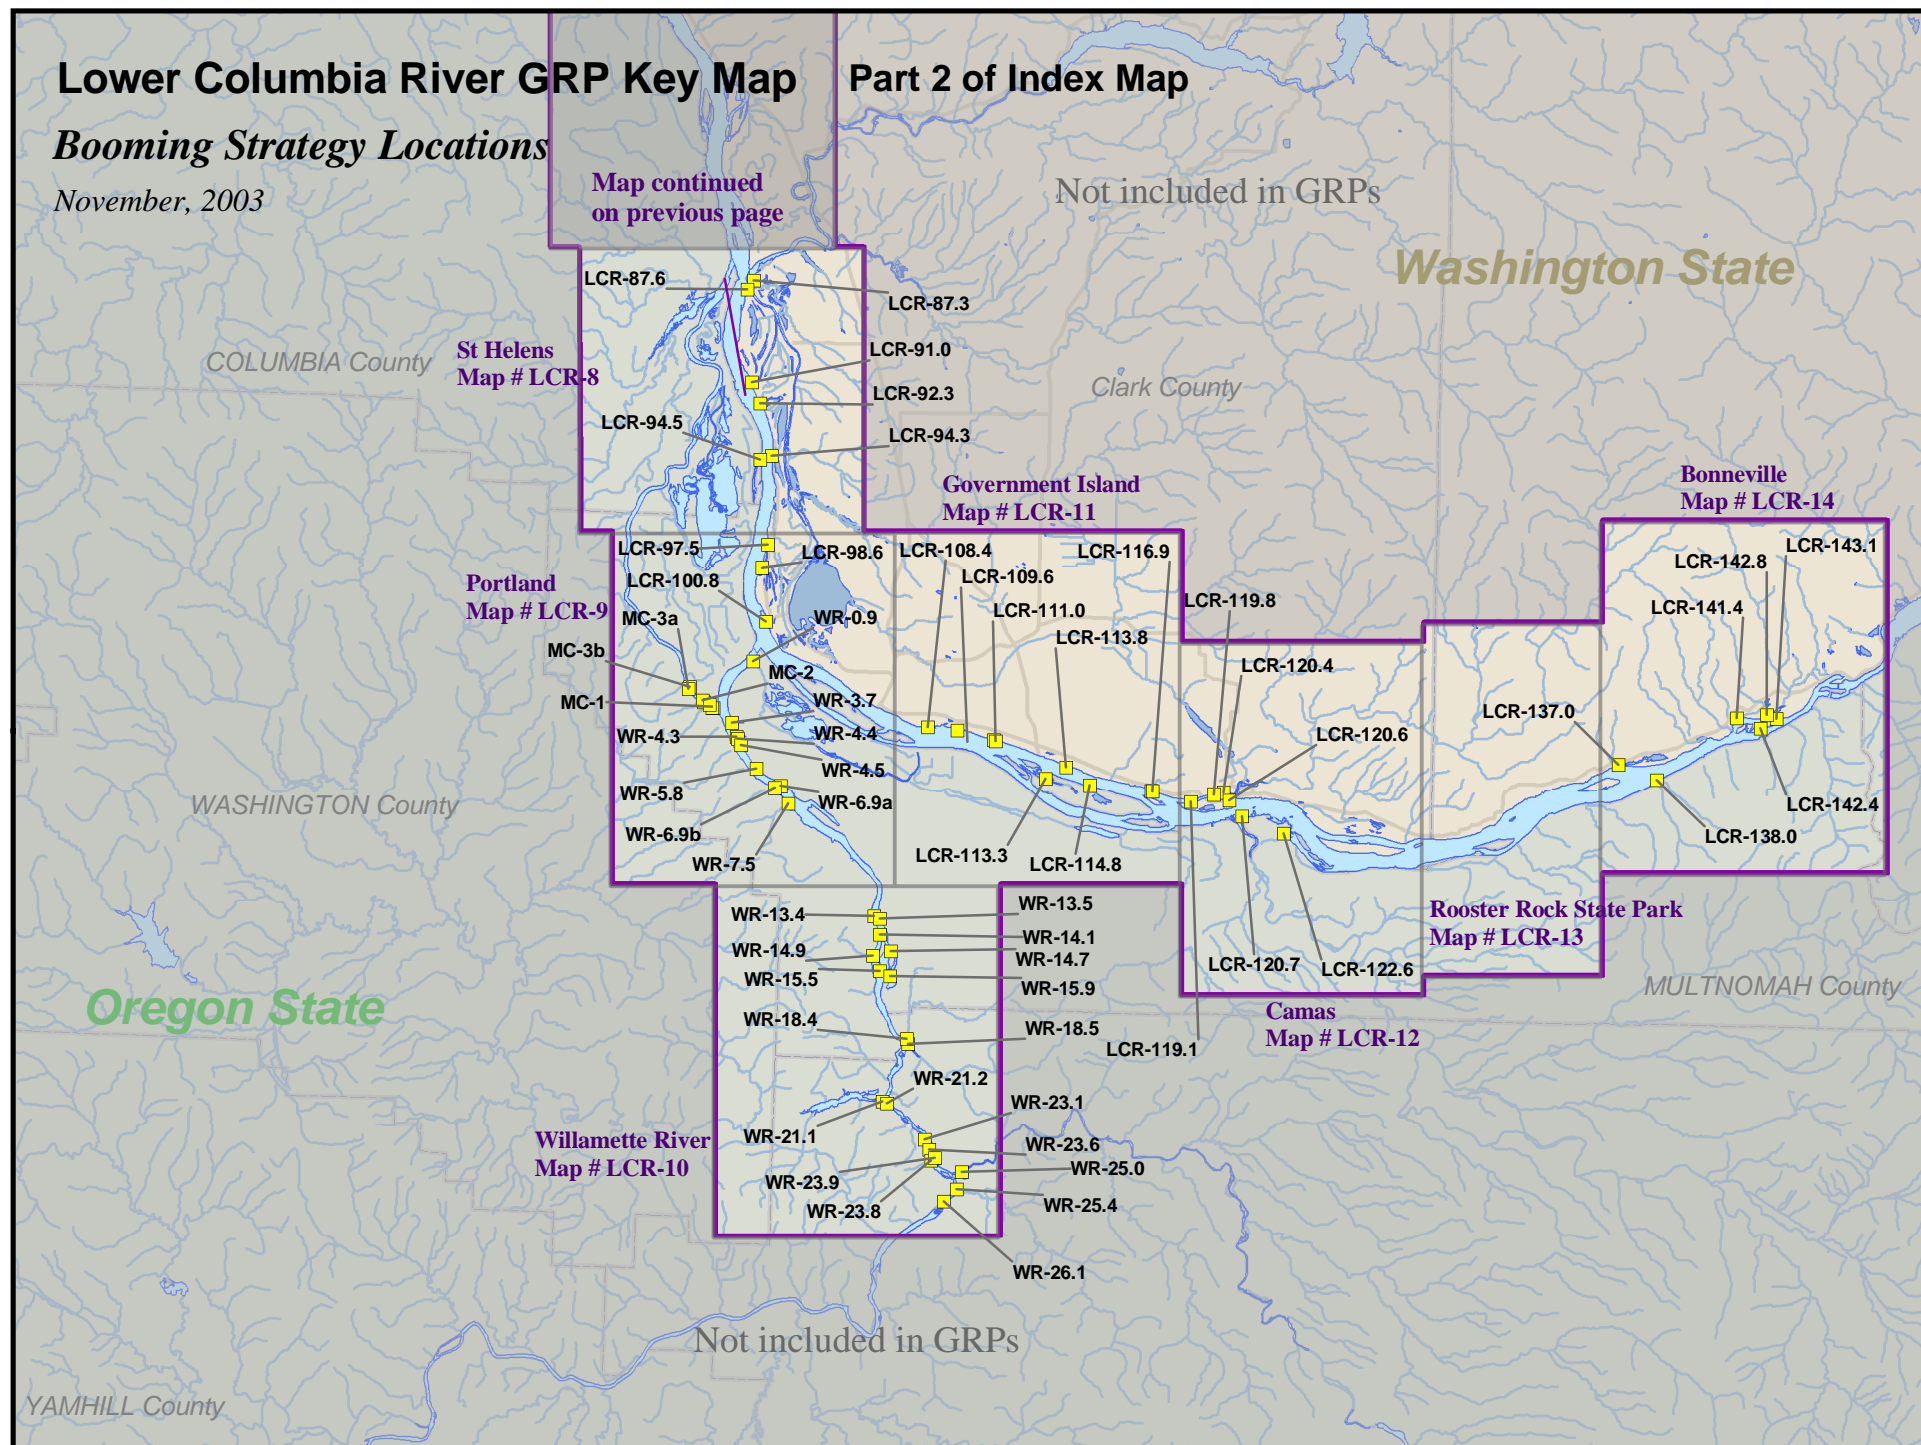 Lower Columbia River GRP Key Map
Part 2 of Index Map
Booming Strategy Locations
November, 2003
Map continued
on previous page
Not included in GRPs
Washington State
LCR-87.6
LCR-87.3
St Helens
Map # LCR-8
COLUMBIA County
LCR-91.0
Clark County
LCR-92.3
LCR-94.5
LCR-94.3
Government Island
Map # LCR-11
Bonneville
Map # LCR-14
LCR-97.5
LCR-98.6
LCR-108.4
LCR-116.9
LCR-143.1
LCR-142.8
Portland
Map # LCR-9
LCR-100.8
LCR-109.6
LCR-119.8
LCR-141.4
MC-3a
WR-0.9
LCR-111.0
LCR-113.8
MC-3b
MC-2
LCR-120.4
MC-1
WR-3.7
LCR-137.0
WR-4.3
WR-4.4
LCR-120.6
WR-4.5
WR-5.8
WR-6.9a
WASHINGTON County
LCR-142.4
WR-6.9b
LCR-138.0
WR-7.5
LCR-113.3
LCR-114.8
WR-13.4
WR-13.5
Rooster Rock State Park
Map # LCR-13
WR-14.1
WR-14.9
WR-14.7
LCR-120.7
LCR-122.6
WR-15.5
WR-15.9
MULTNOMAH County
Oregon State
Camas
Map # LCR-12
WR-18.4
WR-18.5
LCR-119.1
WR-21.2
WR-23.1
WR-21.1
Willamette River
Map # LCR-10
WR-23.6
WR-25.0
WR-23.9
WR-23.8
WR-25.4
WR-26.1
Not included in GRPs
YAMHILL County